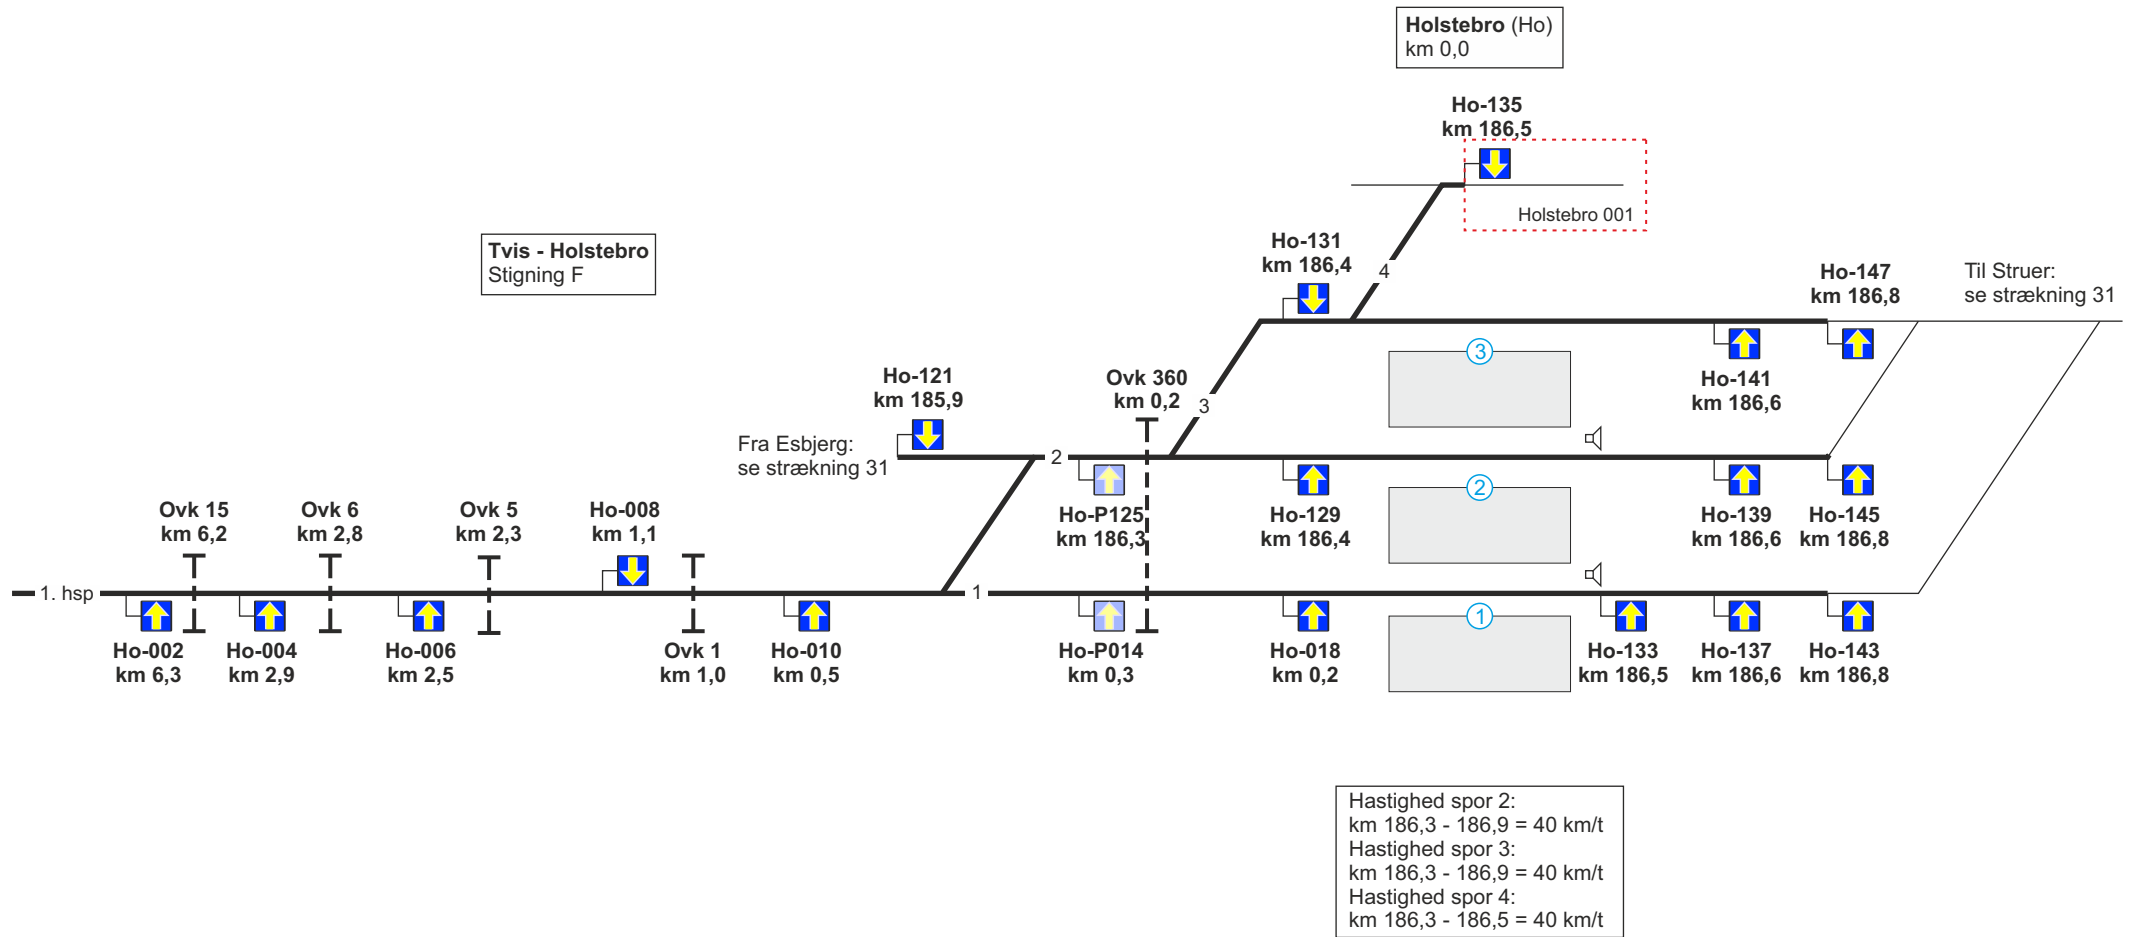 Holstebro (Ho)
km 0,0
Ho-135
km 186,5
Holstebro 001
Tvis - Holstebro
Stigning F
Ho-131
km 186,4
4
Ho-147
km 186,8
Til Struer:
se strækning 31
3
Ho-141
km 186,6
Ho-121
km 185,9
Ovk 360
km 0,2
3
Fra Esbjerg:
se strækning 31
2
2
Ho-P125
km 186,3
Ho-129
km 186,4
Ho-139
km 186,6
Ho-145
km 186,8
Ovk 15
km 6,2
Ovk 6
km 2,8
Ovk 5
km 2,3
Ho-008
km 1,1
1. hsp
1
1
Ho-002
km 6,3
Ho-004
km 2,9
Ho-006
km 2,5
Ovk 1
km 1,0
Ho-010
km 0,5
Ho-P014
km 0,3
Ho-018
km 0,2
Ho-133
km 186,5
Ho-137
km 186,6
Ho-143
km 186,8
Hastighed spor 2:
km 186,3 - 186,9 = 40 km/t
Hastighed spor 3:
km 186,3 - 186,9 = 40 km/t
Hastighed spor 4:
km 186,3 - 186,5 = 40 km/t